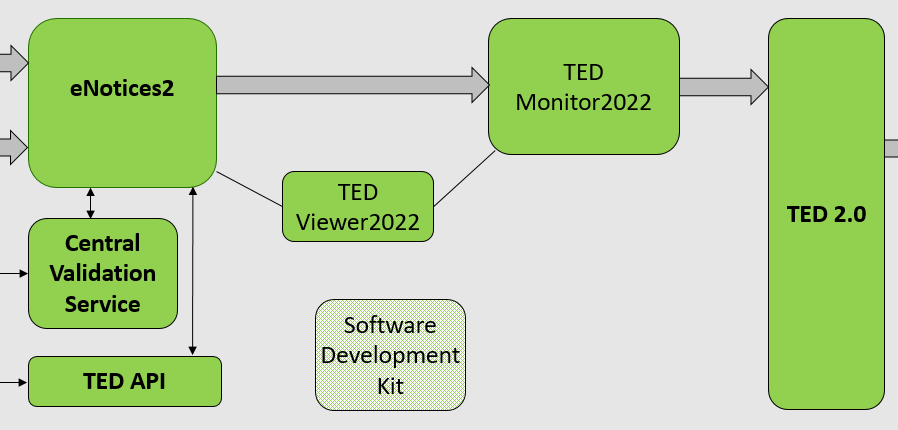 eNotices2
TED
Monitor2022
TED
Viewer2022
TED 2.0
Central
Validation
Service
Software
Development
Kit
TED API